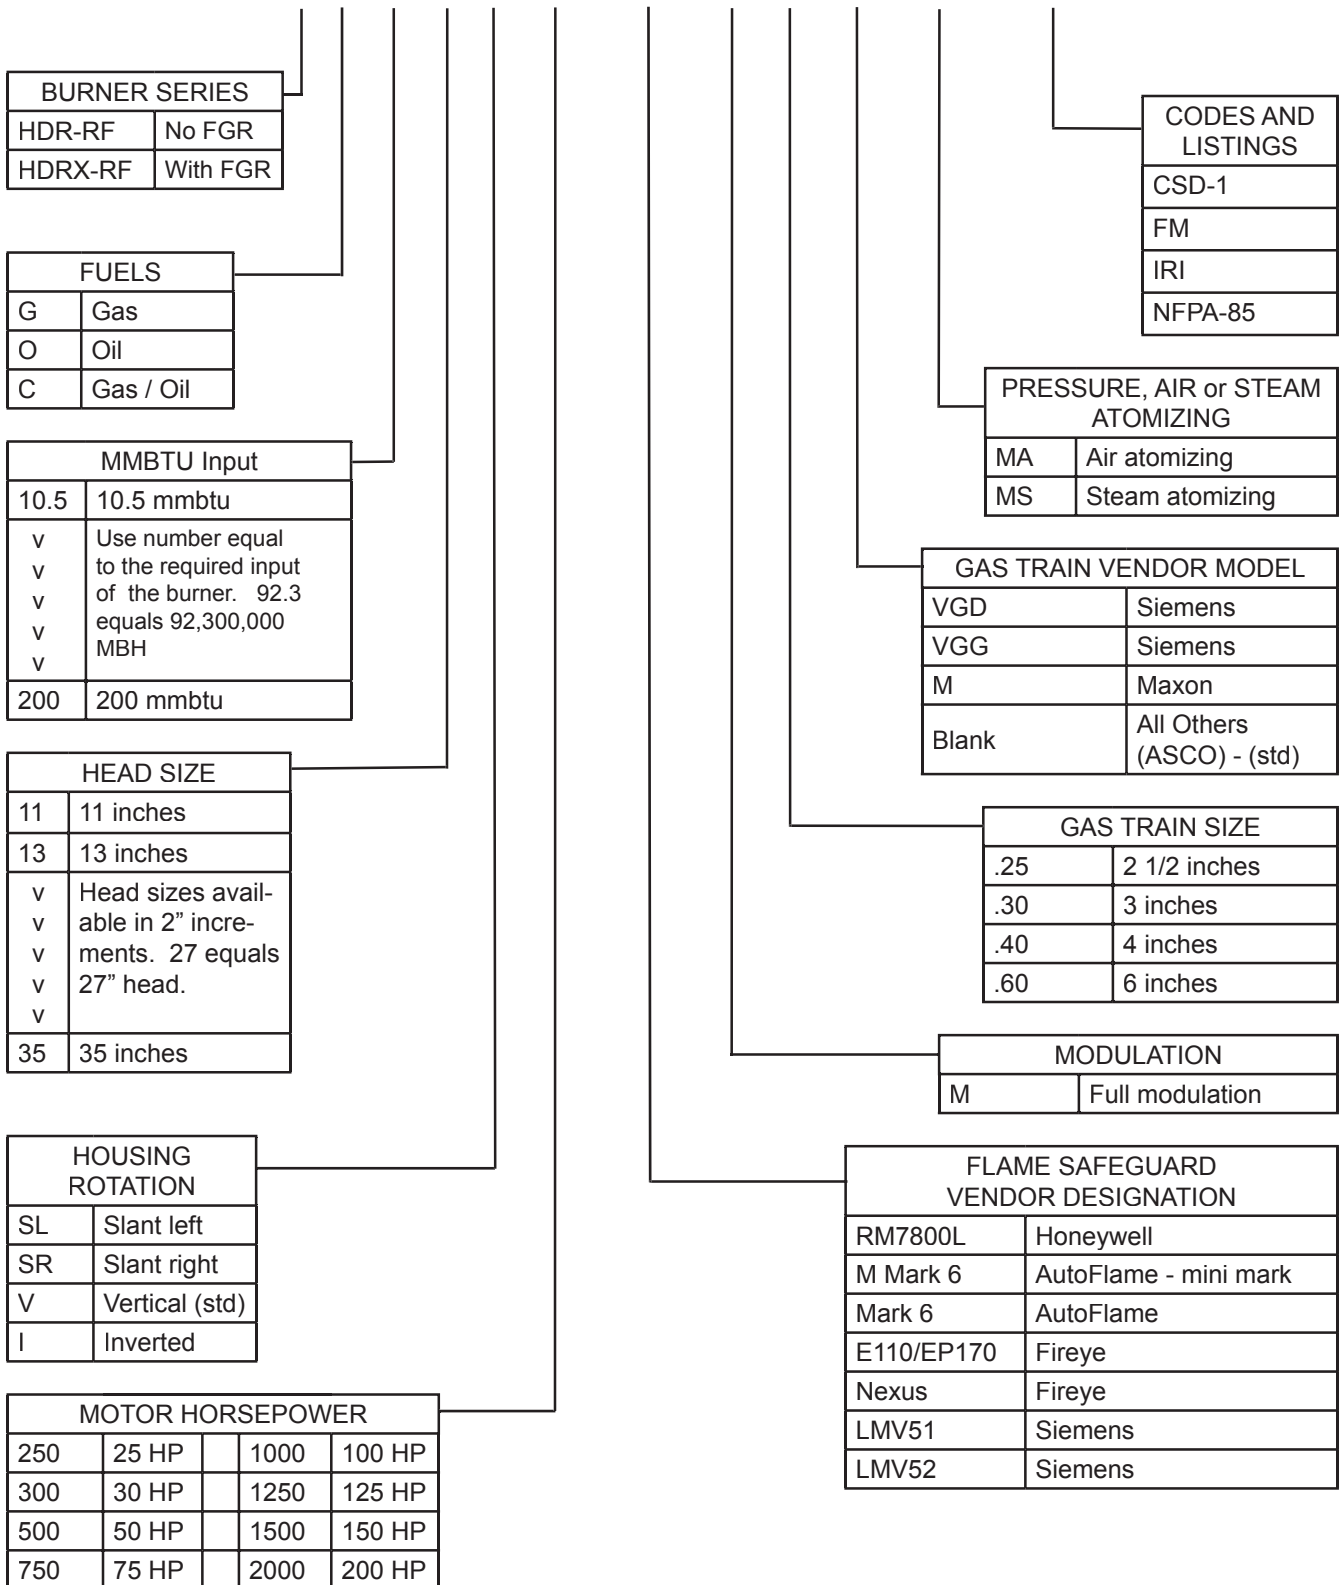 BURNER SERIES
HDR-RF No FGR
HDRX-RF With FGR
FUELS
G Gas
O Oil
C Gas / Oil
MMBTU Input
10.5 10.5 mmbtu
v Use number equal
v to the required input
v of the burner. 92.3
v equals 92,300,000
v MBH
200 200 mmbtu
HEAD SIZE
11 11 inches
13 13 inches
v Head sizes avail-
v able in 2” incre-
v ments. 27 equals
v 27” head.
v
35 35 inches
HOUSING
ROTATION
SL Slant left
SR Slant right
V Vertical (std)
I Inverted
MOTOR HORSEPOWER
250 25 HP 1000 100 HP
300 30 HP 1250 125 HP
500 50 HP 1500 150 HP
750 75 HP 2000 200 HP
CODES AND
LISTINGS
CSD-1
FM
IRI
NFPA-85
PRESSURE, AIR or STEAM
ATOMIZING
MA Air atomizing
MS Steam atomizing
GAS TRAIN VENDOR MODEL
VGD Siemens
VGG Siemens
M Maxon
Blank All Others
(ASCO) - (std)
GAS TRAIN SIZE
.25 2 1/2 inches
.30 3 inches
.40 4 inches
.60 6 inches
MODULATION
M Full modulation
FLAME SAFEGUARD
VENDOR DESIGNATION
RM7800L Honeywell
M Mark 6 AutoFlame - mini mark
Mark 6 AutoFlame
E110/EP170 Fireye
Nexus Fireye
LMV51 Siemens
LMV52 Siemens